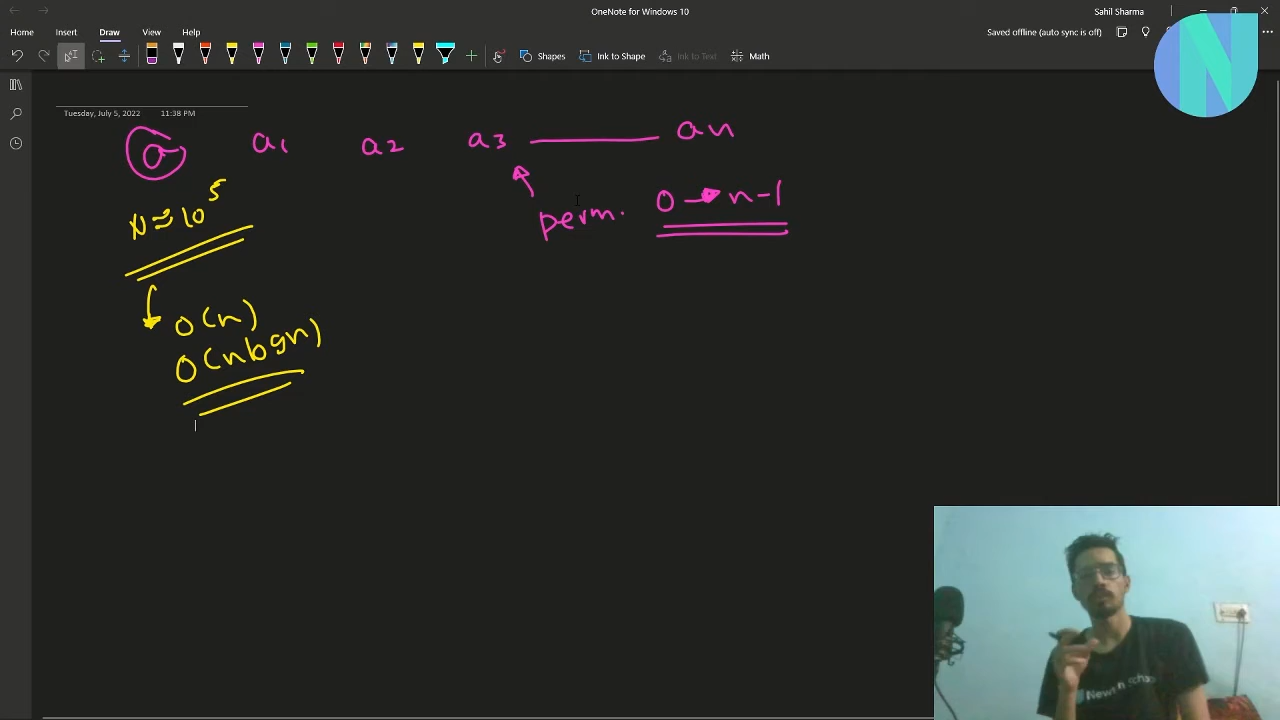 OneNote for Windows 10
Sahil Sharma
Home Insert Draw View Help
Saved offline (auto sync is off)
Shapes Ink to Shape Ink to Text Math
Tuesday, July 5, 2022 11:38 PM
a a1 a2 a3 an
perm. 0 → n-1
N ≈ 10^5
O(n)
O(nlogn)